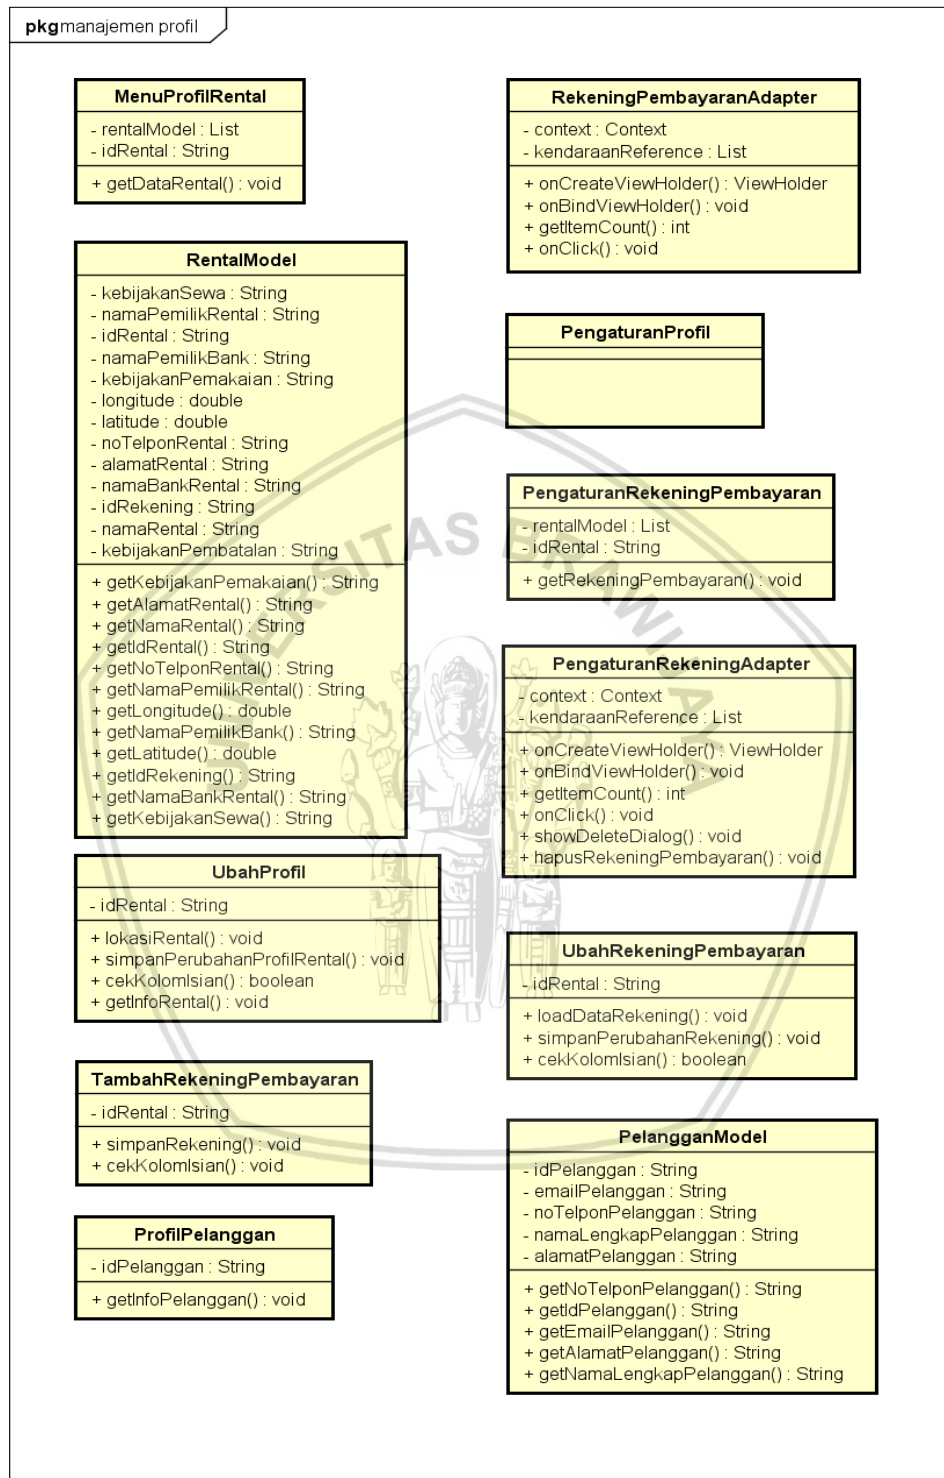 pkg manajemen profil
MenuProfilRental
- rentalModel : List
- idRental : String
+ getDataRental() : void
RentalModel
- kebijakanSewa : String
- namaPemilikRental : String
- idRental : String
- namaPemilikBank : String
- kebijakanPemakaian : String
- longitude : double
- latitude : double
- noTelponRental : String
- alamatRental : String
- namaBankRental : String
- idRekening : String
- namaRental : String
- kebijakanPembatalan : String
+ getKebijakanPemakaian() : String
+ getAlamatRental() : String
+ getNamaRental() : String
+ getIdRental() : String
+ getNoTelponRental() : String
+ getNamaPemilikRental() : String
+ getLongitude() : double
+ getNamaPemilikBank() : String
+ getLatitude() : double
+ getIdRekening() : String
+ getNamaBankRental() : String
+ getKebijakanSewa() : String
UbahProfil
- idRental : String
+ lokasiRental() : void
+ simpanPerubahanProfilRental() : void
+ cekKolomIsian() : boolean
+ getInfoRental() : void
TambahRekeningPembayaran
- idRental : String
+ simpanRekening() : void
+ cekKolomIsian() : void
ProfilPelanggan
- idPelanggan : String
+ getInfoPelanggan() : void
RekeningPembayaranAdapter
- context : Context
- kendaraanReference : List
+ onCreateViewHolder() : ViewHolder
+ onBindViewHolder() : void
+ getItemCount() : int
+ onClick() : void
PengaturanProfil
PengaturanRekeningPembayaran
- rentalModel : List
- idRental : String
+ getRekeningPembayaran() : void
PengaturanRekeningAdapter
- context : Context
- kendaraanReference : List
+ onCreateViewHolder() : ViewHolder
+ onBindViewHolder() : void
+ getItemCount() : int
+ onClick() : void
+ showDeleteDialog() : void
+ hapusRekeningPembayaran() : void
UbahRekeningPembayaran
- idRental : String
+ loadDataRekening() : void
+ simpanPerubahanRekening() : void
+ cekKolomIsian() : boolean
PelangganModel
- idPelanggan : String
- emailPelanggan : String
- noTelponPelanggan : String
- namaLengkapPelanggan : String
- alamatPelanggan : String
+ getNoTelponPelanggan() : String
+ getIdPelanggan() : String
+ getEmailPelanggan() : String
+ getAlamatPelanggan() : String
+ getNamaLengkapPelanggan() : String
UNIVERSITAS BRAWIJAYA